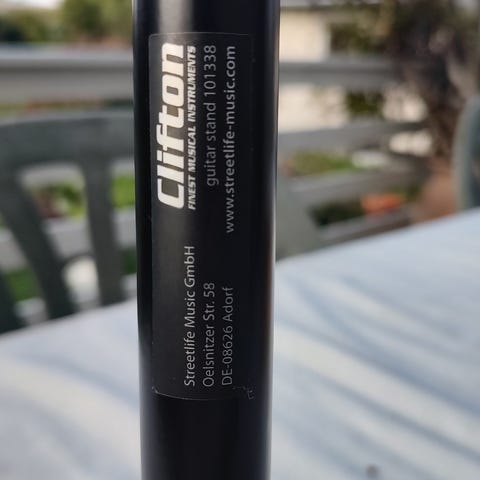 Clifton
FINEST MUSICAL INSTRUMENTS
guitar stand 101338
www.streetlife-music.com
Streetlife Music GmbH
Oelsnitzer Str. 58
DE-08626 Adorf